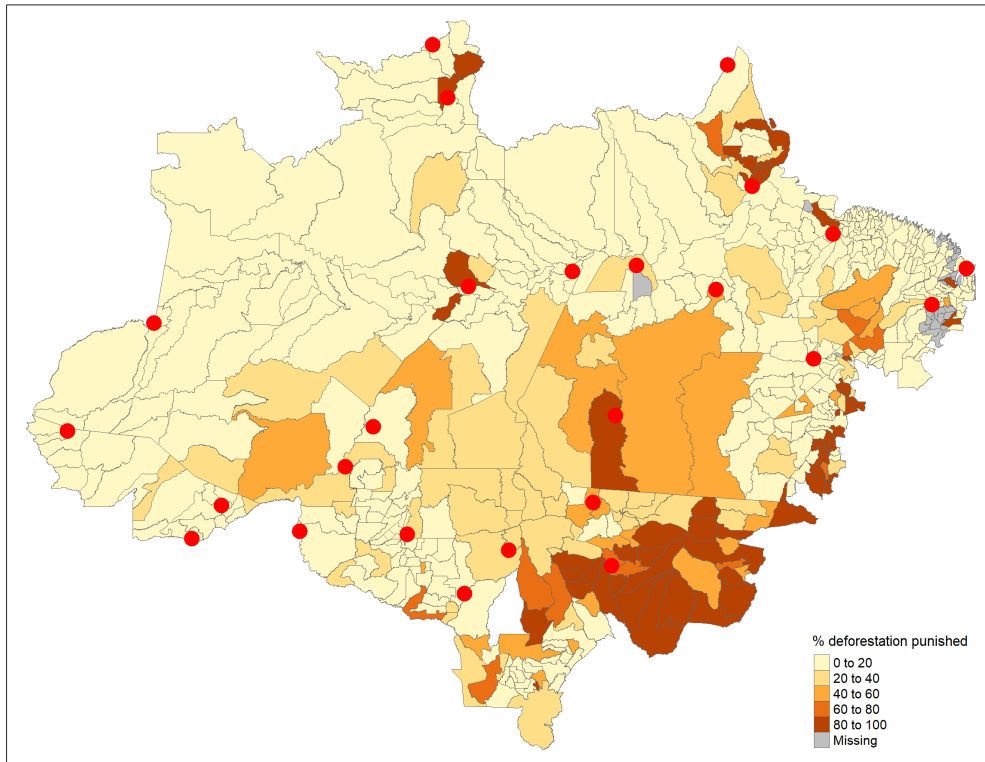 % deforestation punished
0 to 20
20 to 40
40 to 60
60 to 80
80 to 100
Missing